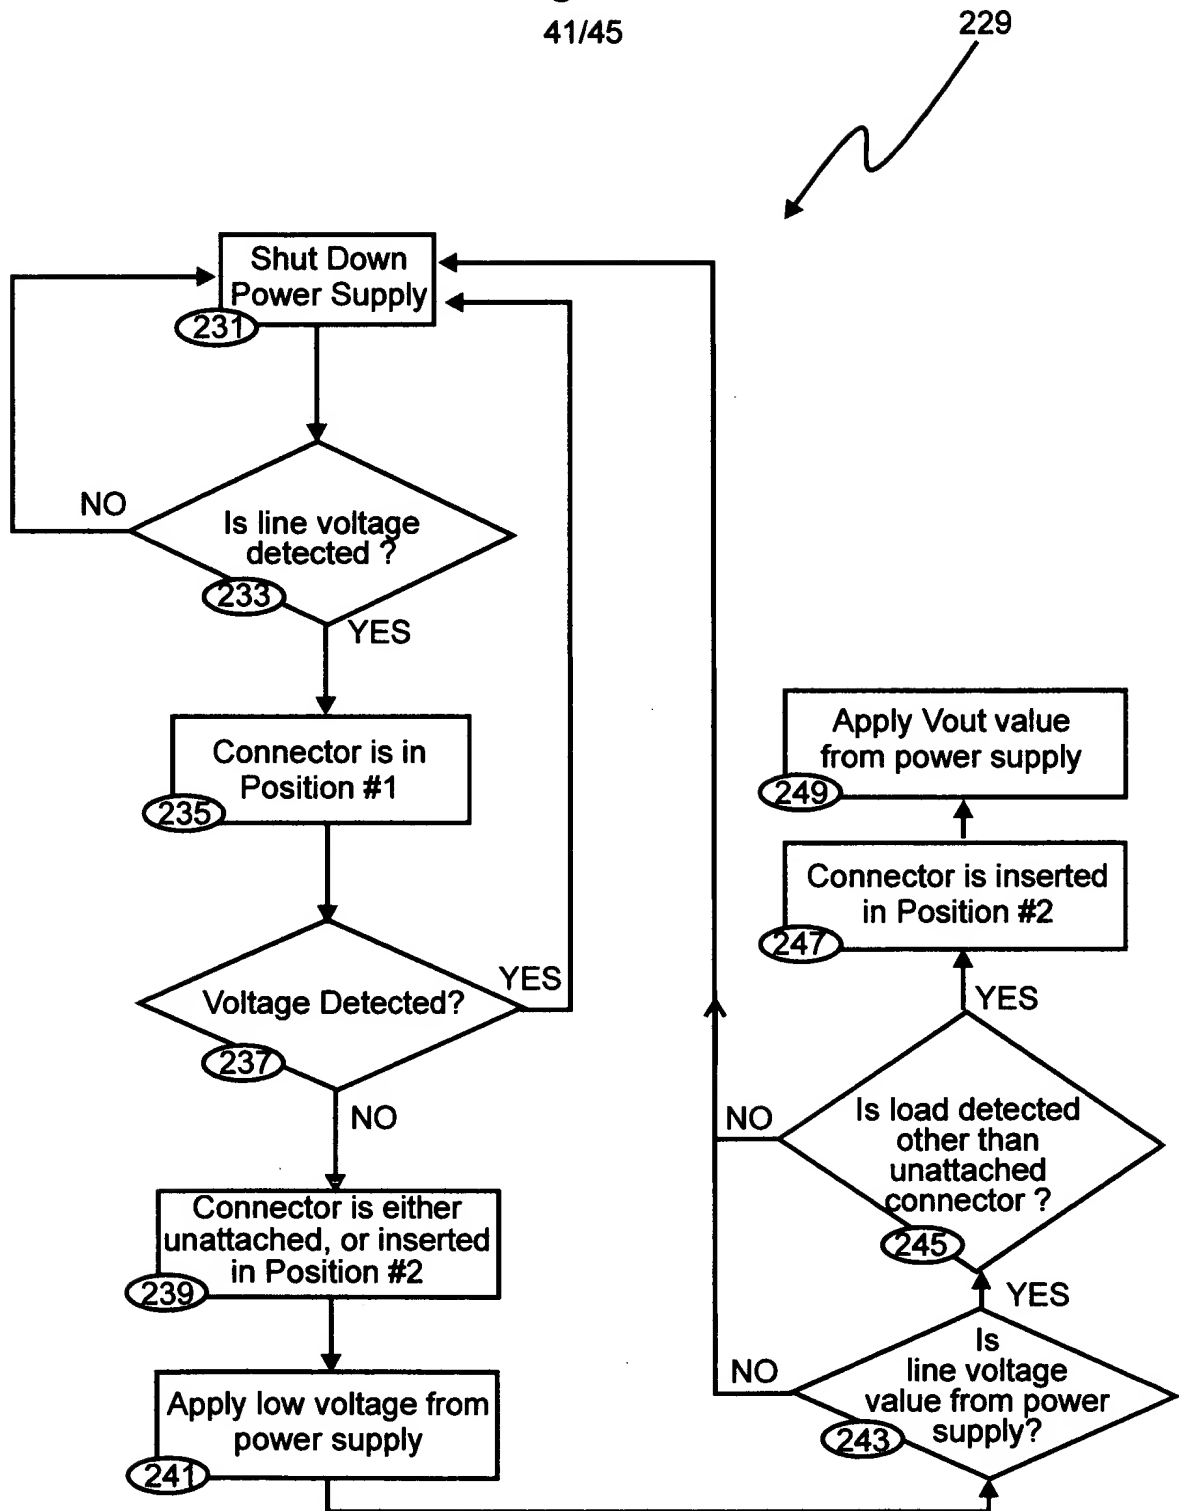 41/45
229
Shut Down
Power Supply
231
NO
Is line voltage
detected ?
233
YES
Connector is in
Position #1
235
Voltage Detected?
YES
237
NO
Connector is either
unattached, or inserted
in Position #2
239
Apply low voltage from
power supply
241
Is
line voltage
value from power
supply?
243
NO
YES
Is load detected
other than
unattached
connector ?
245
NO
YES
Connector is inserted
in Position #2
247
Apply Vout value
from power supply
249